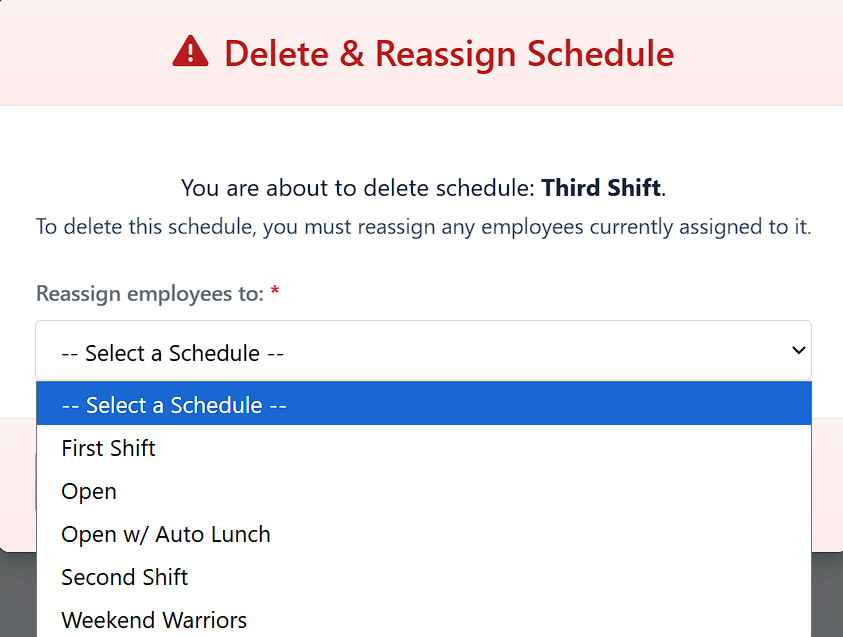 Delete & Reassign Schedule
You are about to delete schedule: Third Shift.
To delete this schedule, you must reassign any employees currently assigned to it.
Reassign employees to: *
-- Select a Schedule --
-- Select a Schedule --
First Shift
Open
Open w/ Auto Lunch
Second Shift
Weekend Warriors